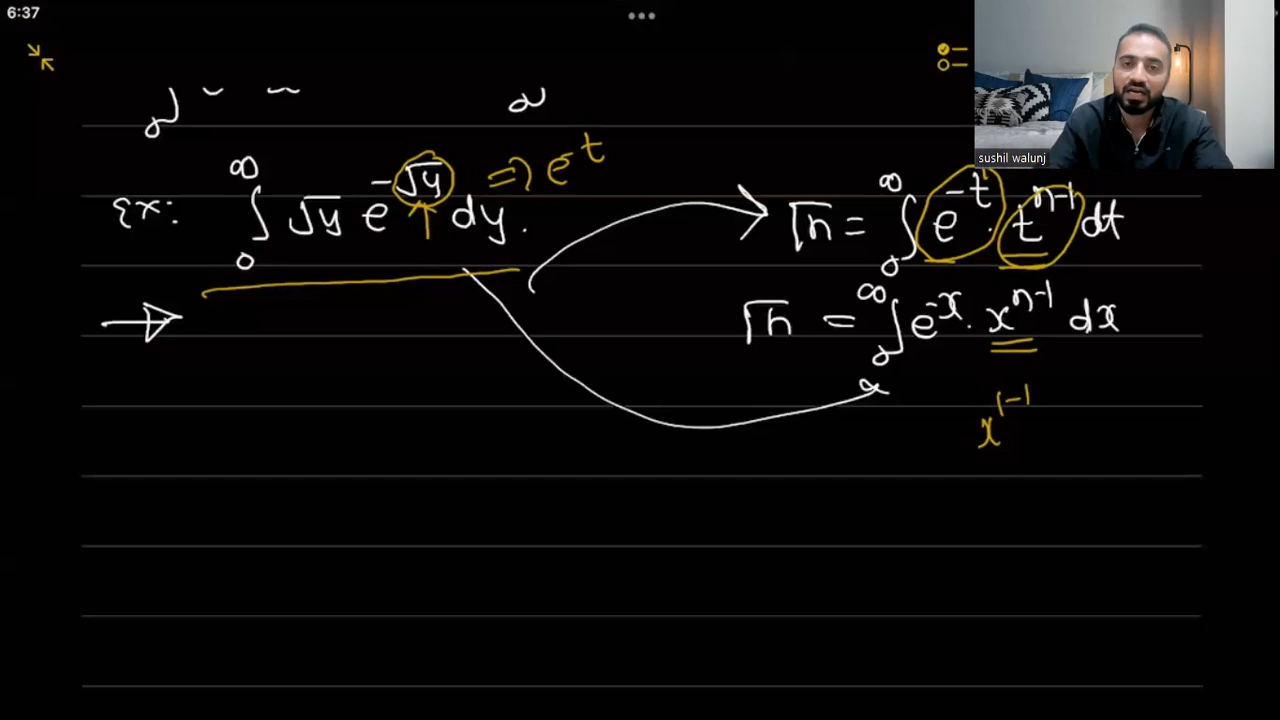 6:37
sushil walunj
Ex: ∫₀^∞ √y e^{-√y} dy. ⇒ e^t
Γn = ∫₀^∞ e^{-t} · t^{n-1} dt
Γn = ∫₀^∞ e^{-x} · x^{n-1} dx
x^{1-1}